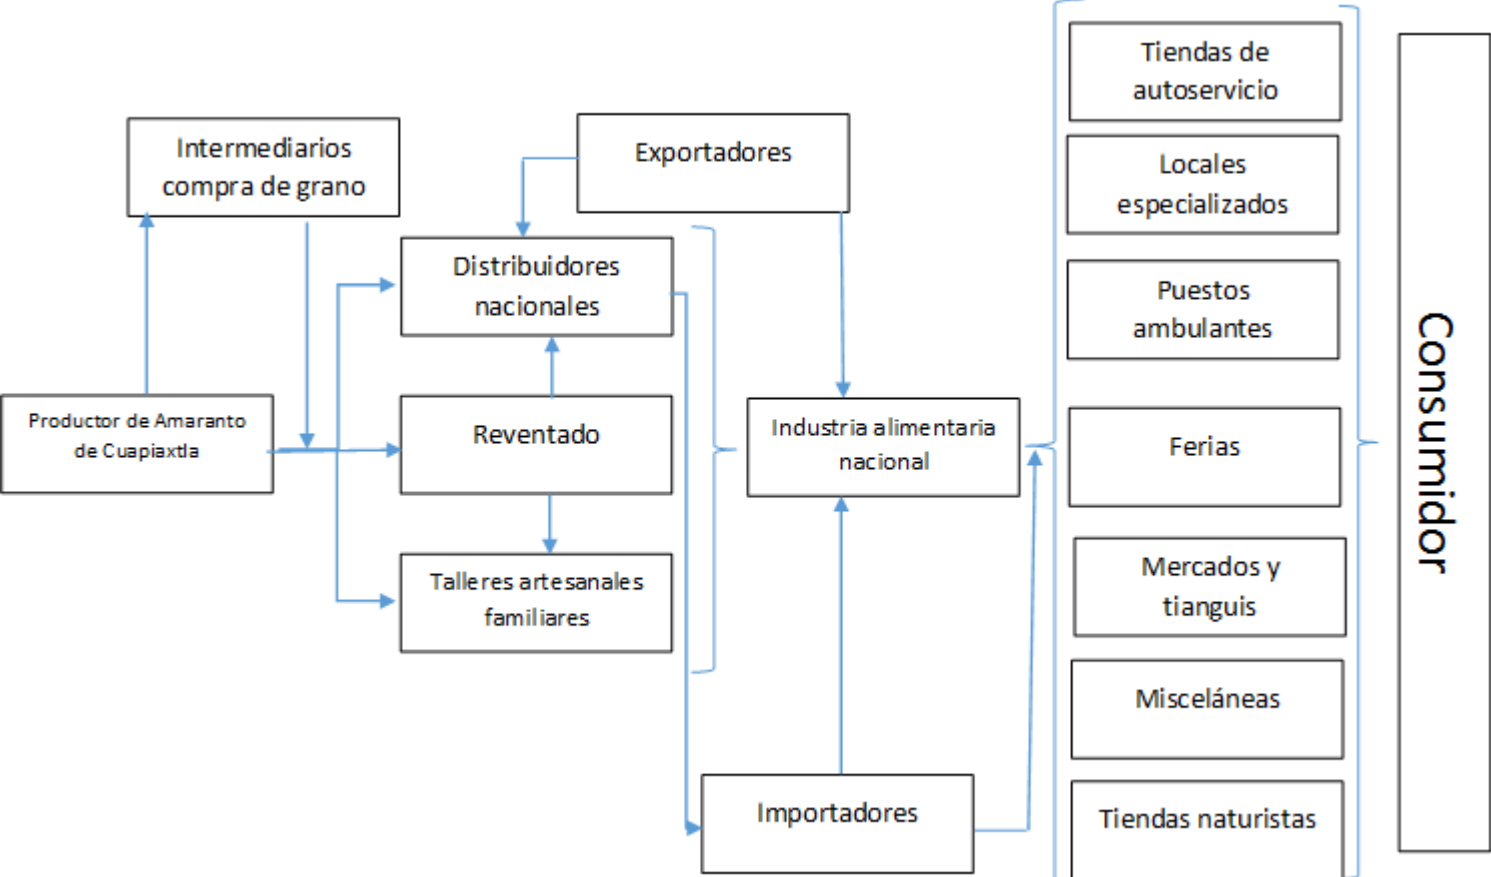 Intermediarios
compra de grano
Exportadores
Distribuidores
nacionales
Productor de Amaranto
de Cuapiaxtla
Reventado
Talleres artesanales
familiares
Industria alimentaria
nacional
Importadores
Tiendas de
autoservicio
Locales
especializados
Puestos
ambulantes
Ferias
Mercados y
tianguis
Misceláneas
Tiendas naturistas
Consumidor